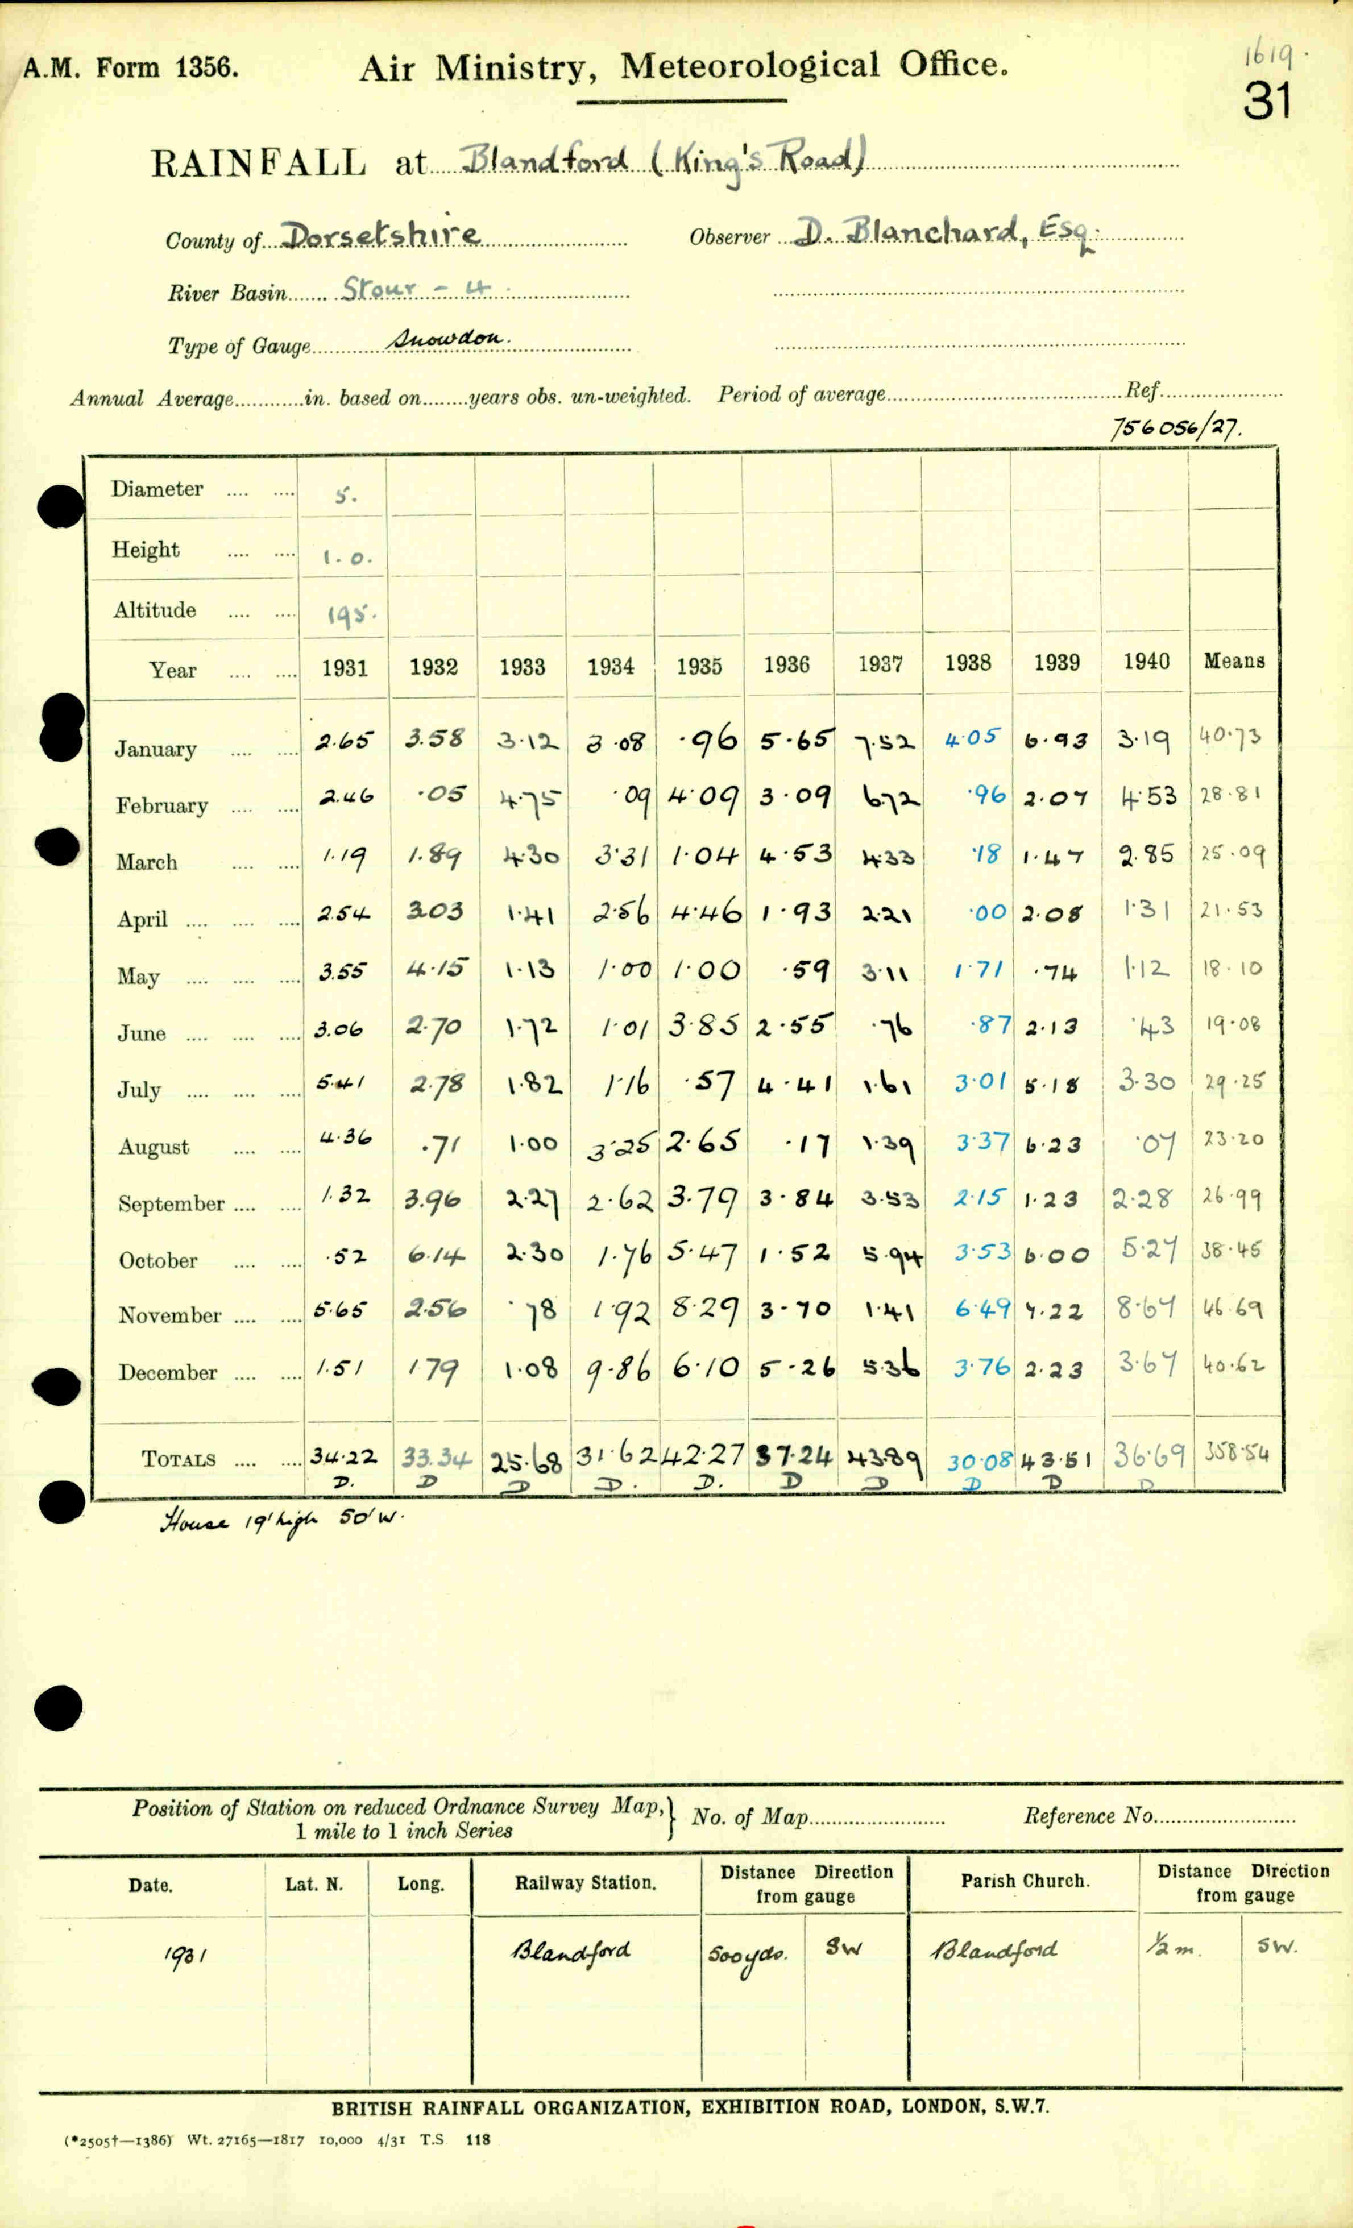 1619.
A.M. Form 1356. Air Ministry, Meteorological Office. 31
RAINFALL at Blandford (King's Road)
County of Dorsetshire Observer D. Blanchard, Esq.
River Basin Stour - 4.
Type of Gauge Snowdon.
Annual Average............in. based on........years obs. un-weighted. Period of average............Ref............
756056/27.
Diameter .... .... 5.
Height .... .... 1.0.
Altitude .... .... 195.
Year .... .... 1931 1932 1933 1934 1935 1936 1937 1938 1939 1940 Means
January .... .... 2.65 3.58 3.12 3.08 .96 5.65 7.52 4.05 6.93 3.19 40.73
February .... .... 2.46 .05 4.75 .09 4.09 3.09 6.72 .96 2.07 4.53 28.81
March .... .... 1.19 1.89 4.30 3.31 1.04 4.53 4.33 .18 1.47 2.85 25.09
April .... .... .... 2.54 3.03 1.41 2.56 4.46 1.93 2.21 .00 2.08 1.31 21.53
May .... .... .... 3.55 4.15 1.13 1.00 1.00 .59 3.11 1.71 .74 1.12 18.10
June .... .... .... 3.06 2.70 1.72 1.01 3.85 2.55 .76 .87 2.13 .43 19.08
July .... .... .... 5.41 2.78 1.82 1.16 .57 4.41 1.61 3.01 5.18 3.30 29.25
August .... .... 4.36 .71 1.00 3.25 2.65 .17 1.39 3.37 6.23 .07 23.20
September .... .... 1.32 3.96 2.27 2.62 3.79 3.84 3.53 2.15 1.23 2.28 26.99
October .... .... .52 6.14 2.30 1.76 5.47 1.52 5.94 3.53 6.00 5.27 38.45
November .... .... 5.65 2.56 .78 1.92 8.29 3.70 1.41 6.49 7.22 8.67 46.69
December .... .... 1.51 1.79 1.08 9.86 6.10 5.26 5.36 3.76 2.23 3.67 40.62
TOTALS .... .... 34.22 33.34 25.68 31.62 42.27 37.24 43.89 30.08 43.51 36.69 358.54
D. D D D. D. D D D D D
House 19' high 50' W.
Position of Station on reduced Ordnance Survey Map,} No. of Map............ Reference No............
1 mile to 1 inch Series
Date. Lat. N. Long. Railway Station. Distance Direction from gauge Parish Church. Distance Direction from gauge
1931 Blandford 500 yds. SW Blandford ½ m. SW.
BRITISH RAINFALL ORGANIZATION, EXHIBITION ROAD, LONDON, S.W.7.
(*2505†—1386) Wt. 27165—1817 10,000 4/31 T.S 118